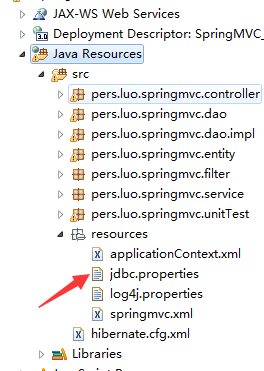 JAX-WS Web Services
Deployment Descriptor: SpringMVC_
Java Resources
src
pers.luo.springmvc.controller
pers.luo.springmvc.dao
pers.luo.springmvc.dao.impl
pers.luo.springmvc.entity
pers.luo.springmvc.filter
pers.luo.springmvc.service
pers.luo.springmvc.unitTest
resources
applicationContext.xml
jdbc.properties
log4j.properties
springmvc.xml
hibernate.cfg.xml
Libraries